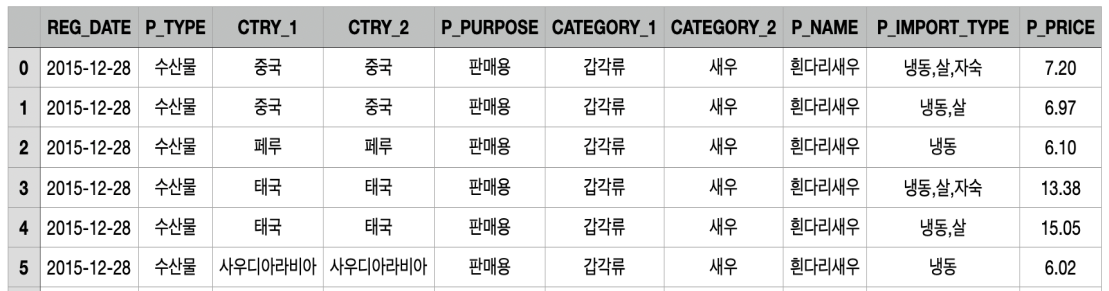 REG_DATE P_TYPE CTRY_1 CTRY_2 P_PURPOSE CATEGORY_1 CATEGORY_2 P_NAME P_IMPORT_TYPE P_PRICE
0 2015-12-28 수산물 중국 중국 판매용 갑각류 새우 흰다리새우 냉동,살,자숙 7.20
1 2015-12-28 수산물 중국 중국 판매용 갑각류 새우 흰다리새우 냉동,살 6.97
2 2015-12-28 수산물 페루 페루 판매용 갑각류 새우 흰다리새우 냉동 6.10
3 2015-12-28 수산물 태국 태국 판매용 갑각류 새우 흰다리새우 냉동,살,자숙 13.38
4 2015-12-28 수산물 태국 태국 판매용 갑각류 새우 흰다리새우 냉동,살 15.05
5 2015-12-28 수산물 사우디아라비아 사우디아라비아 판매용 갑각류 새우 흰다리새우 냉동 6.02